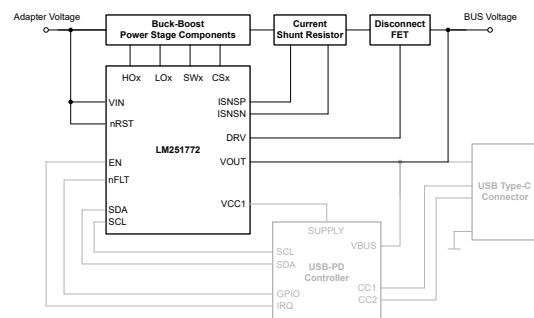 Adapter Voltage
Buck-Boost
Power Stage Components
Current
Shunt Resistor
Disconnect
FET
BUS Voltage
HOx
LOx
SWx
CSx
VIN
nRST
ISNSP
ISNSN
DRV
LM251772
EN
VOUT
nFLT
USB Type-C
Connector
VCC1
SDA
SCL
SUPPLY
VBUS
SCL
SDA
USB-PD
Controller
GPIO
IRQ
CC1
CC2